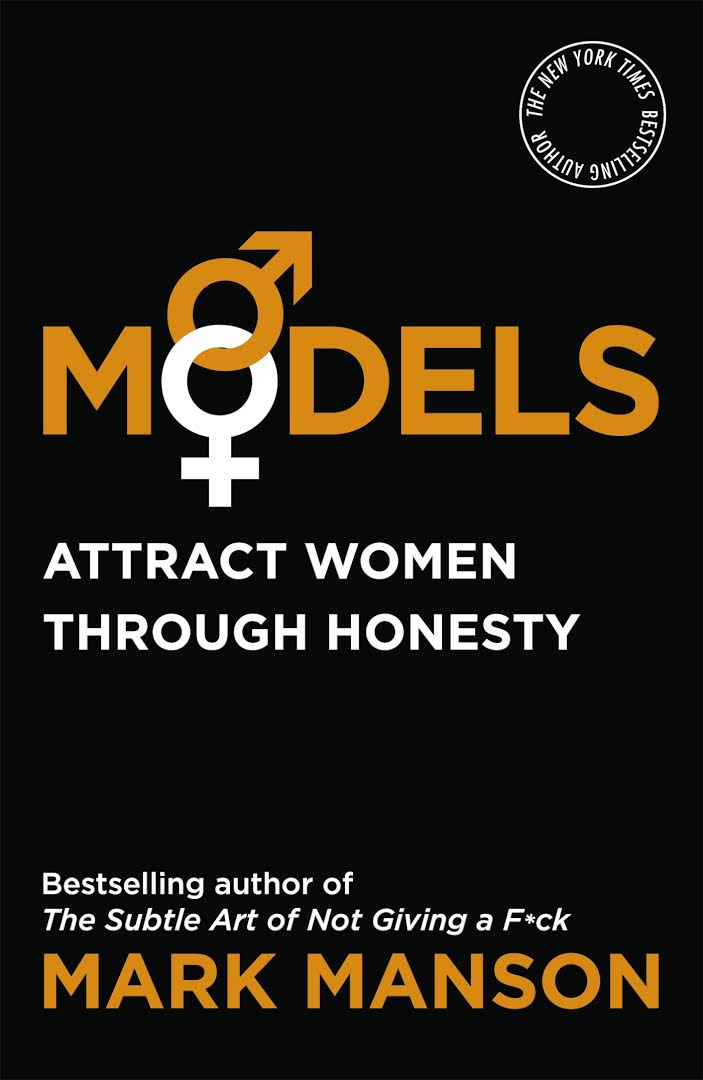 THE NEW YORK TIMES BESTSELLING AUTHOR
MODELS
ATTRACT WOMEN
THROUGH HONESTY
Bestselling author of
The Subtle Art of Not Giving a F*ck
MARK MANSON